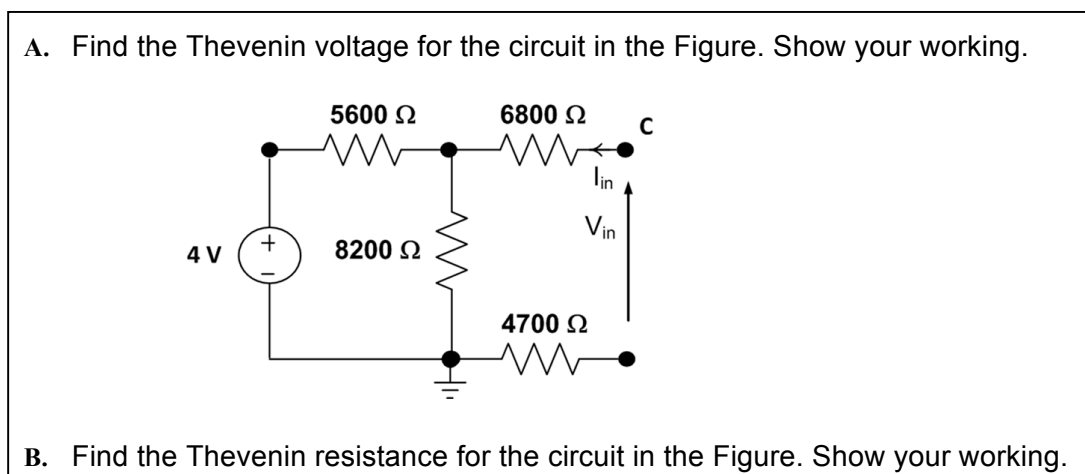 A. Find the Thevenin voltage for the circuit in the Figure. Show your working.
5600 Ω
6800 Ω
C
I_in
V_in
+
4 V
8200 Ω
–
4700 Ω
B. Find the Thevenin resistance for the circuit in the Figure. Show your working.